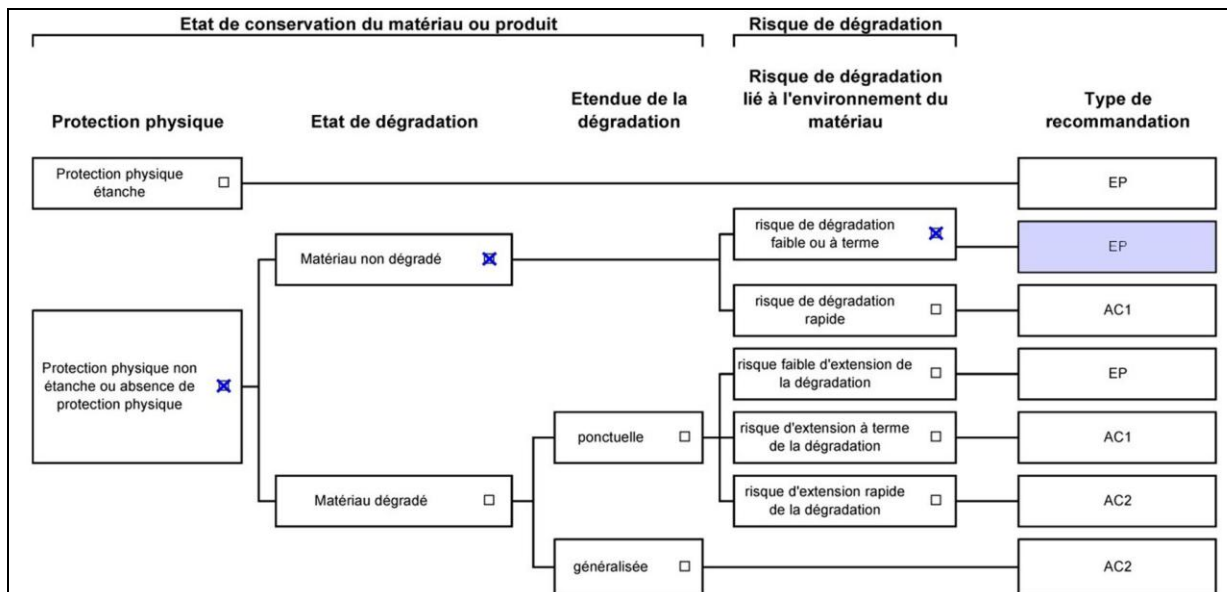 Etat de conservation du matériau ou produit
Risque de dégradation
Protection physique
Etat de dégradation
Etendue de la
dégradation
Risque de dégradation
lié à l'environnement du
matériau
Type de
recommandation
Protection physique
étanche
EP
Protection physique non
étanche ou absence de
protection physique
Matériau non dégradé
risque de dégradation
faible ou à terme
EP
risque de dégradation
rapide
AC1
Matériau dégradé
ponctuelle
risque faible d'extension de
la dégradation
EP
risque d'extension à terme
de la dégradation
AC1
risque d'extension rapide
de la dégradation
AC2
généralisée
AC2